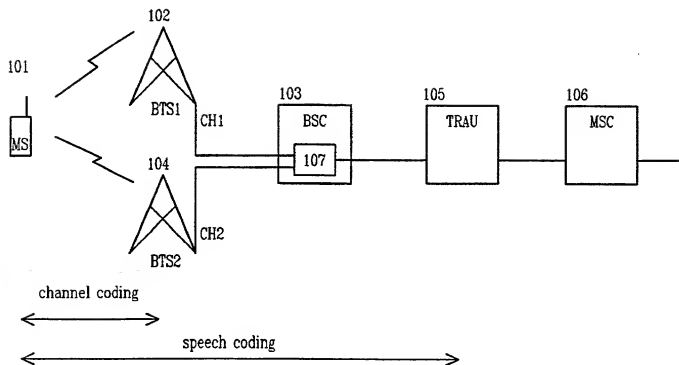 102
101
103
105
106
BTS1
CH1
BSC
TRAU
MSC
MS
107
104
CH2
BTS2
channel coding
speech coding